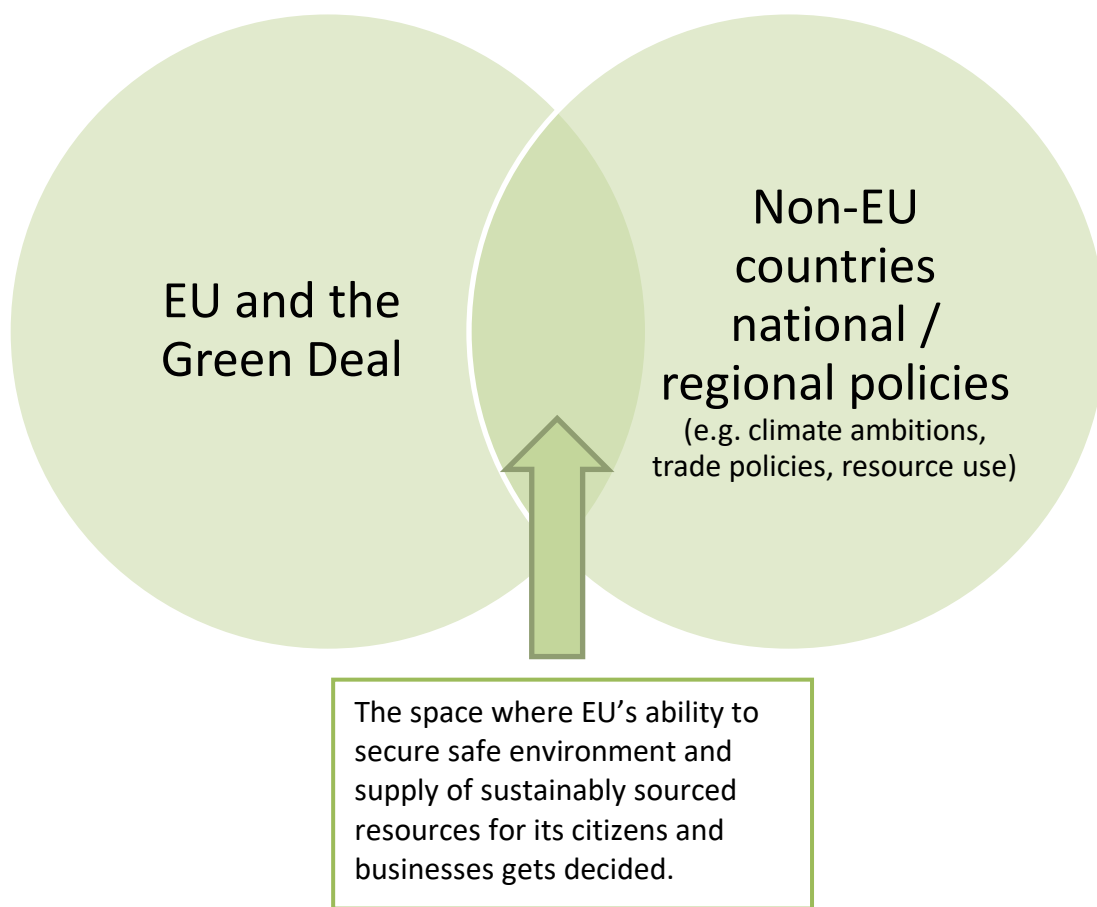 EU and the
Green Deal
Non-EU
countries
national /
regional policies
(e.g. climate ambitions,
trade policies, resource use)
The space where EU’s ability to
secure safe environment and
supply of sustainably sourced
resources for its citizens and
businesses gets decided.